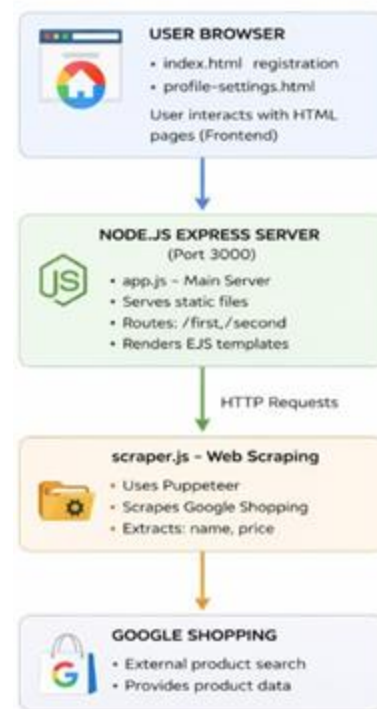 USER BROWSER
• index.html registration
• profile-settings.html
User interacts with HTML
pages (Frontend)
NODE.JS EXPRESS SERVER
(Port 3000)
JS
• app.js - Main Server
• Serves static files
• Routes: /first,/second
• Renders EJS templates
HTTP Requests
scraper.js - Web Scraping
• Uses Puppeteer
• Scrapes Google Shopping
• Extracts: name, price
GOOGLE SHOPPING
G
• External product search
• Provides product data